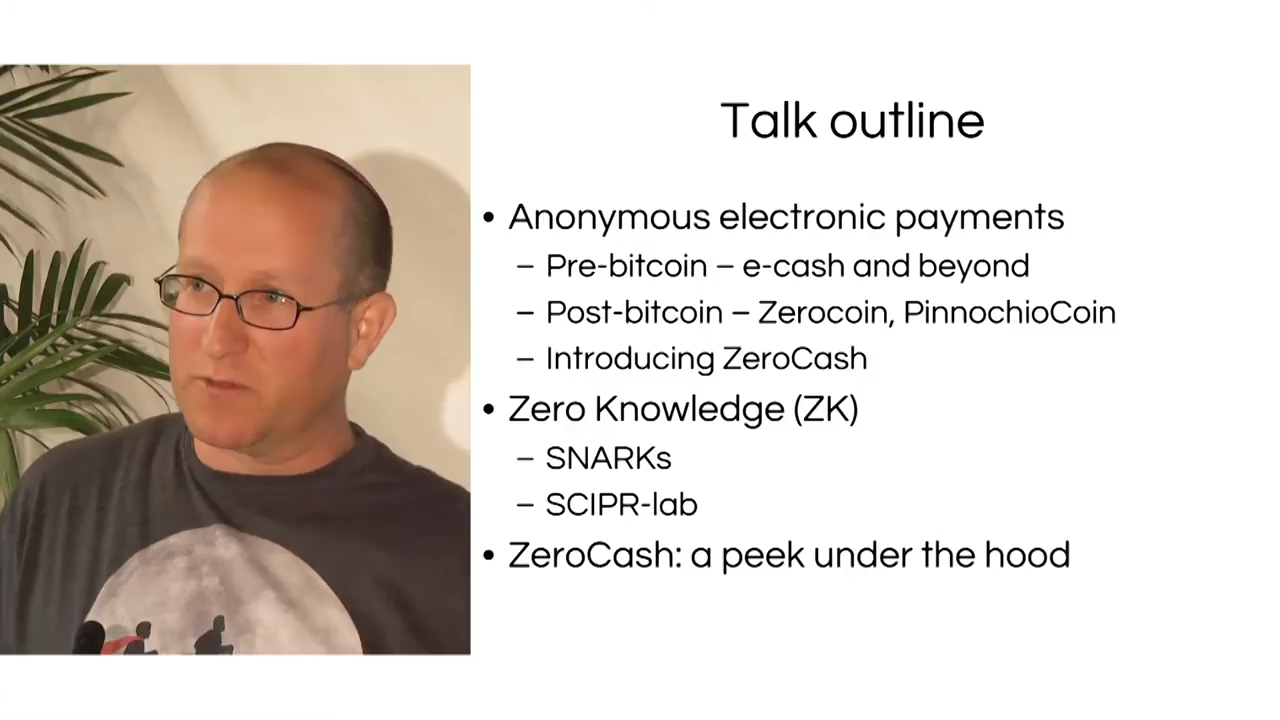 Talk outline
• Anonymous electronic payments
– Pre-bitcoin – e-cash and beyond
– Post-bitcoin – Zerocoin, PinnochioCoin
– Introducing ZeroCash
• Zero Knowledge (ZK)
– SNARKs
– SCIPR-lab
• ZeroCash: a peek under the hood